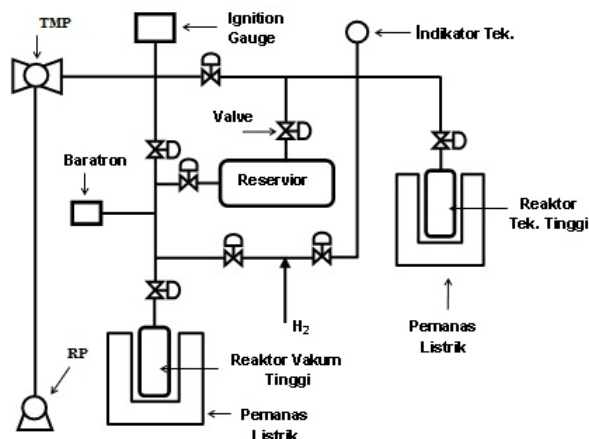 TMP
Ignition
Gauge
İndikator Tek.
Valve
Baratron
Reservior
Reaktor
Tek. Tinggi
H₂
Pemanas
Listrik
RP
Reaktor Vakum
Tinggi
Pemanas
Listrik